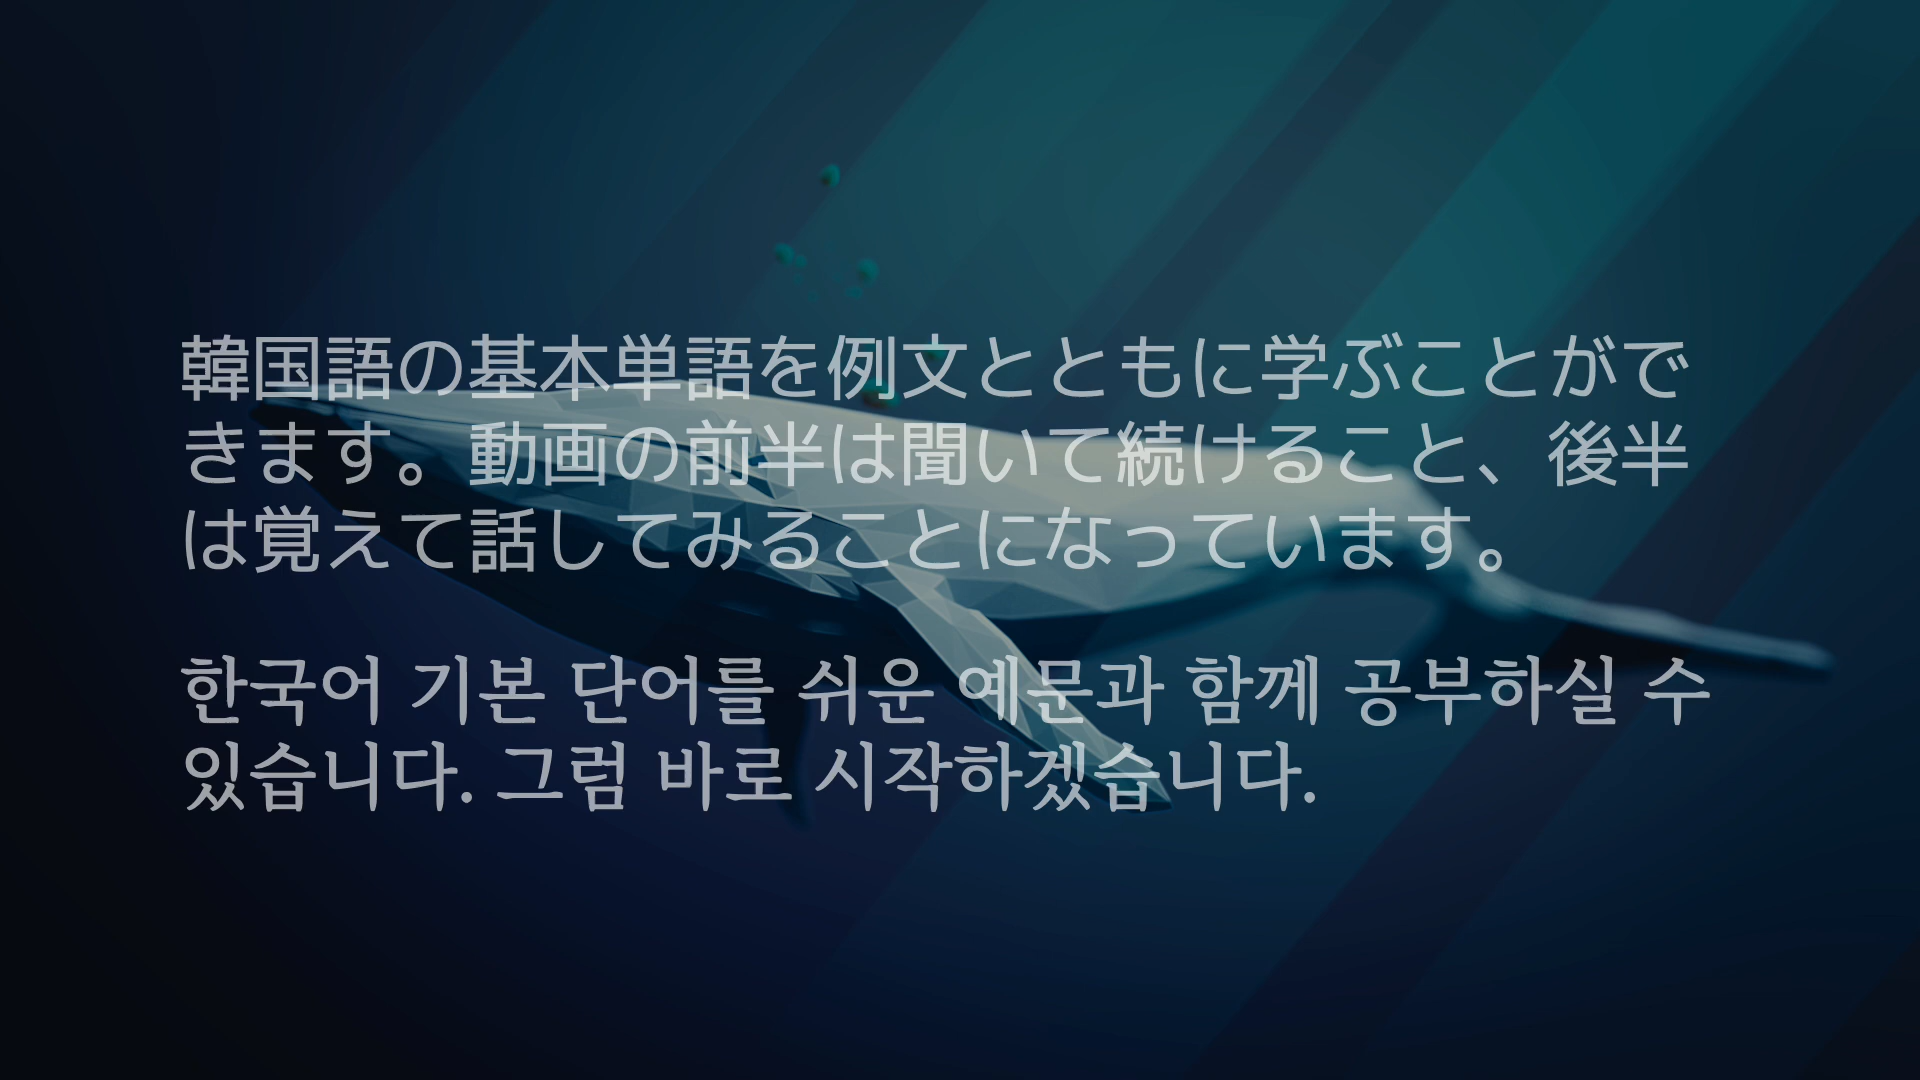 韓国語の基本単語を例文とともに学ぶことがで
きます。動画の前半は聞いて続けること、後半
は覚えて話してみることになっています。
한국어 기본 단어를 쉬운 예문과 함께 공부하실 수
있습니다. 그럼 바로 시작하겠습니다.